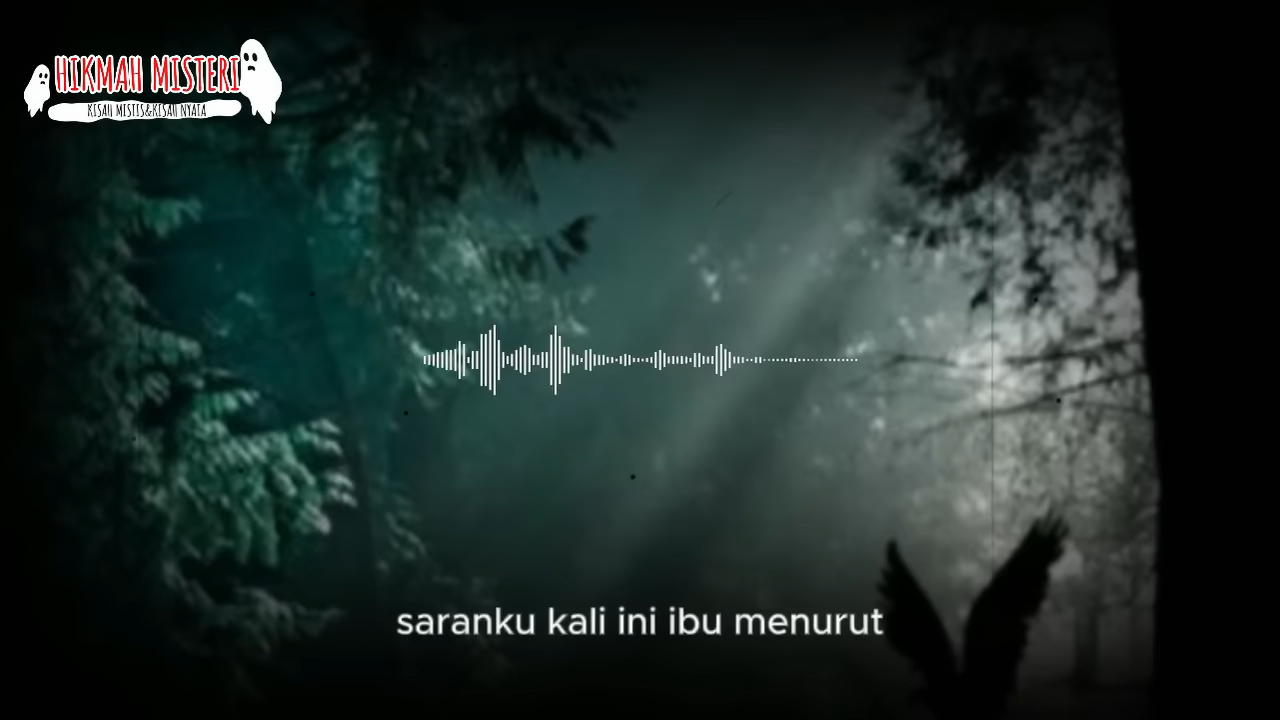 HIKMAH MISTERI
KISAH MISTIS&KISAH NYATA
saranku kali ini ibu menurut